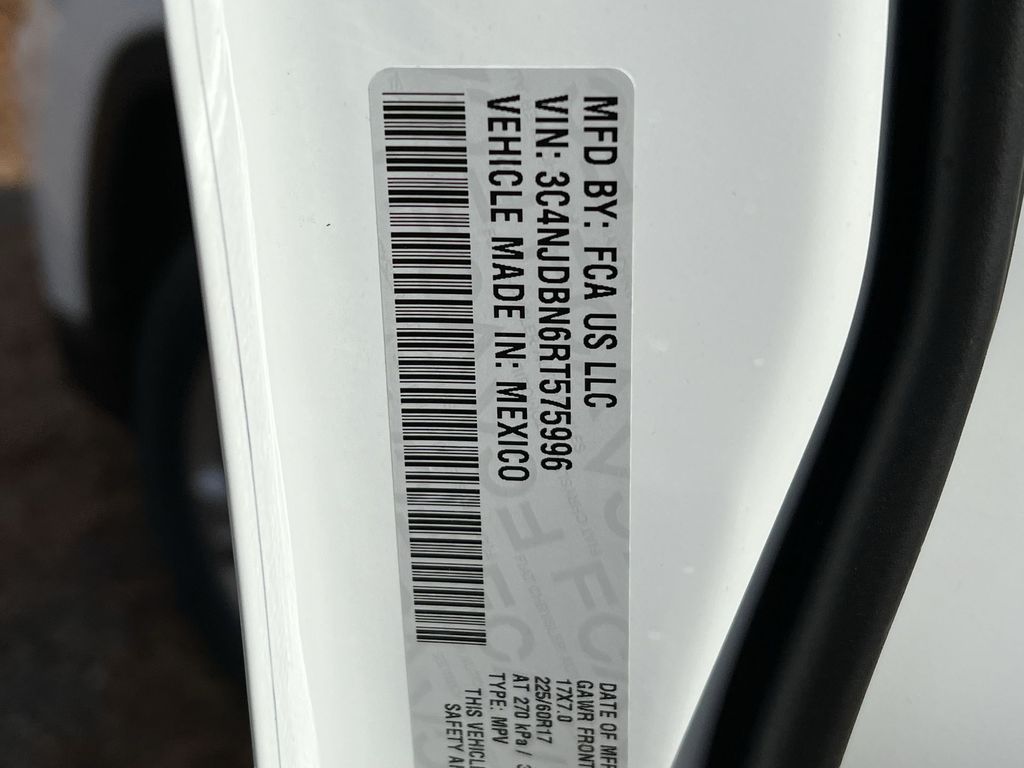 MFD BY: FCA US LLC
VIN: 3C4NJDBN6RT575996
VEHICLE MADE IN: MEXICO
DATE OF MFR
GAWR FRONT
17X7.0
225/60R17
AT 270 kPa /
TYPE: MPV
THIS VEHICLE
SAFETY